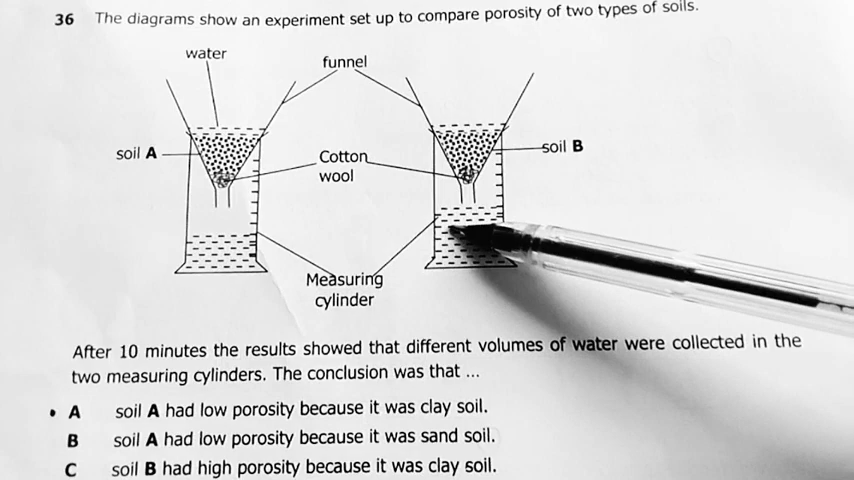 36 The diagrams show an experiment set up to compare porosity of two types of soils.
water
funnel
soil A
Cotton
wool
soil B
Measuring
cylinder
After 10 minutes the results showed that different volumes of water were collected in the
two measuring cylinders. The conclusion was that ...
• A soil A had low porosity because it was clay soil.
B soil A had low porosity because it was sand soil.
C soil B had high porosity because it was clay soil.